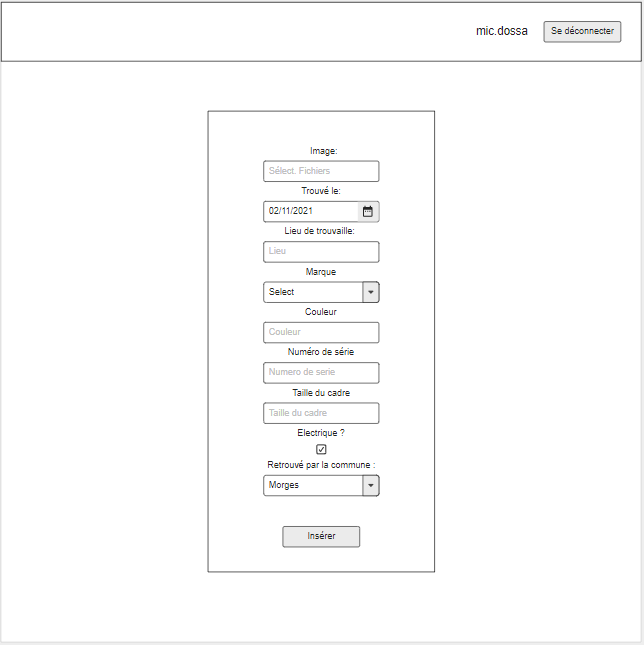 mic.dossa
Se déconnecter
Image:
Sélect. Fichiers
Trouvé le:
02/11/2021
Lieu de trouvaille:
Lieu
Marque
Select
Couleur
Couleur
Numéro de série
Numero de serie
Taille du cadre
Taille du cadre
Electrique ?
Retrouvé par la commune :
Morges
Insérer